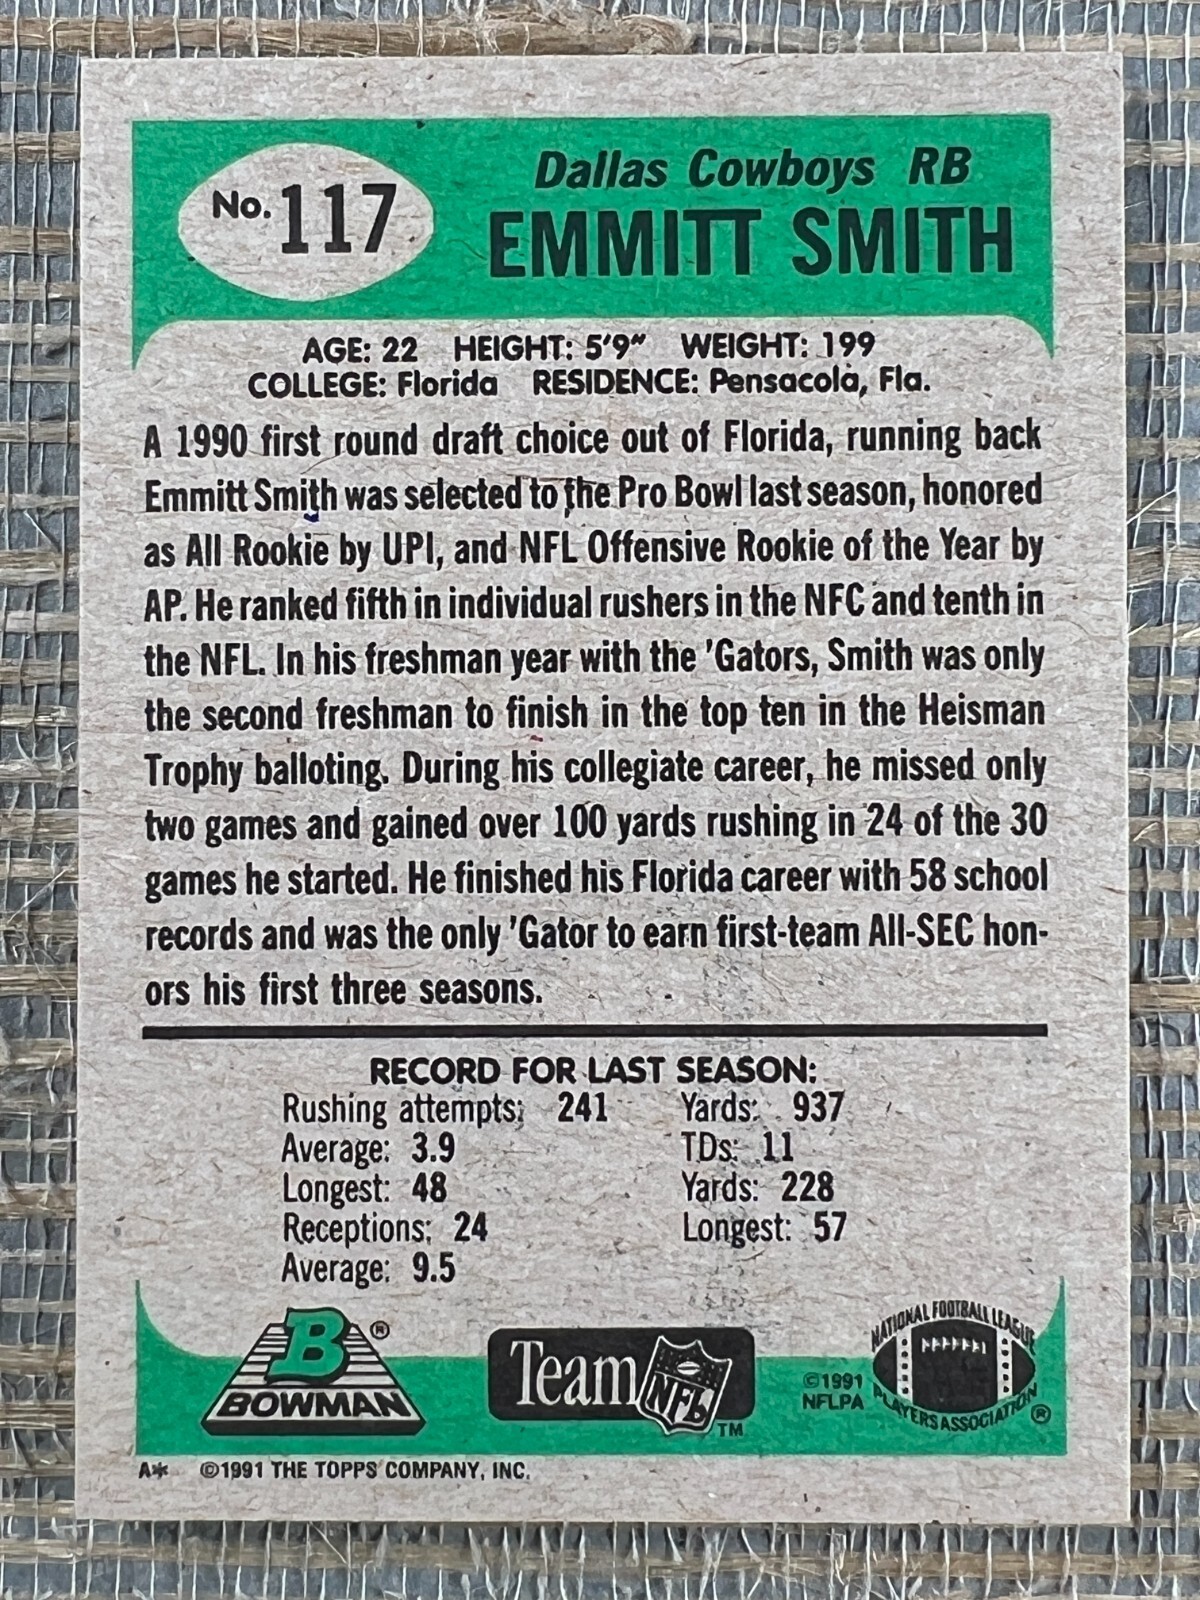 No. 117
Dallas Cowboys RB
EMMITT SMITH
AGE: 22 HEIGHT: 5'9" WEIGHT: 199
COLLEGE: Florida RESIDENCE: Pensacola, Fla.
A 1990 first round draft choice out of Florida, running back
Emmitt Smith was selected to the Pro Bowl last season, honored
as All Rookie by UPI, and NFL Offensive Rookie of the Year by
AP. He ranked fifth in individual rushers in the NFC and tenth in
the NFL. In his freshman year with the 'Gators, Smith was only
the second freshman to finish in the top ten in the Heisman
Trophy balloting. During his collegiate career, he missed only
two games and gained over 100 yards rushing in 24 of the 30
games he started. He finished his Florida career with 58 school
records and was the only 'Gator to earn first-team All-SEC hon-
ors his first three seasons.
RECORD FOR LAST SEASON:
Rushing attempts: 241 Yards: 937
Average: 3.9 TDs: 11
Longest: 48 Yards: 228
Receptions: 24 Longest: 57
Average: 9.5
B®
BOWMAN
Team NFL™
NATIONAL FOOTBALL LEAGUE
©1991
NFLPA
PLAYERS ASSOCIATION®
A* ©1991 THE TOPPS COMPANY, INC.